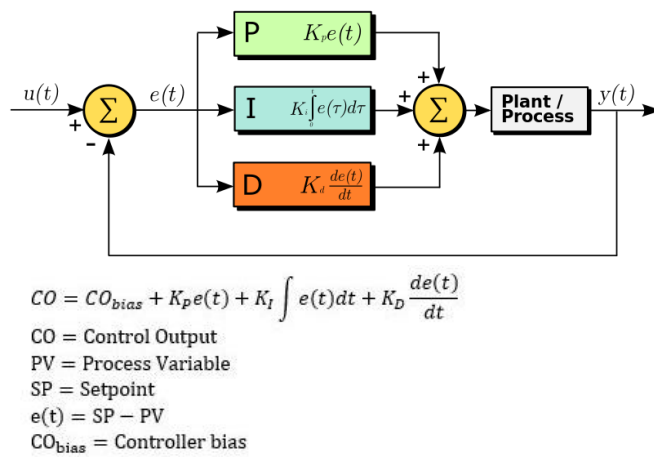 P K_p e(t)
u(t) + Σ e(t) I K_i ∫_0^t e(τ)dτ + + Σ Plant / Process y(t)
-
D K_d de(t)/dt +
CO = CO_bias + K_P e(t) + K_I ∫ e(t)dt + K_D de(t)/dt
CO = Control Output
PV = Process Variable
SP = Setpoint
e(t) = SP − PV
CO_bias = Controller bias